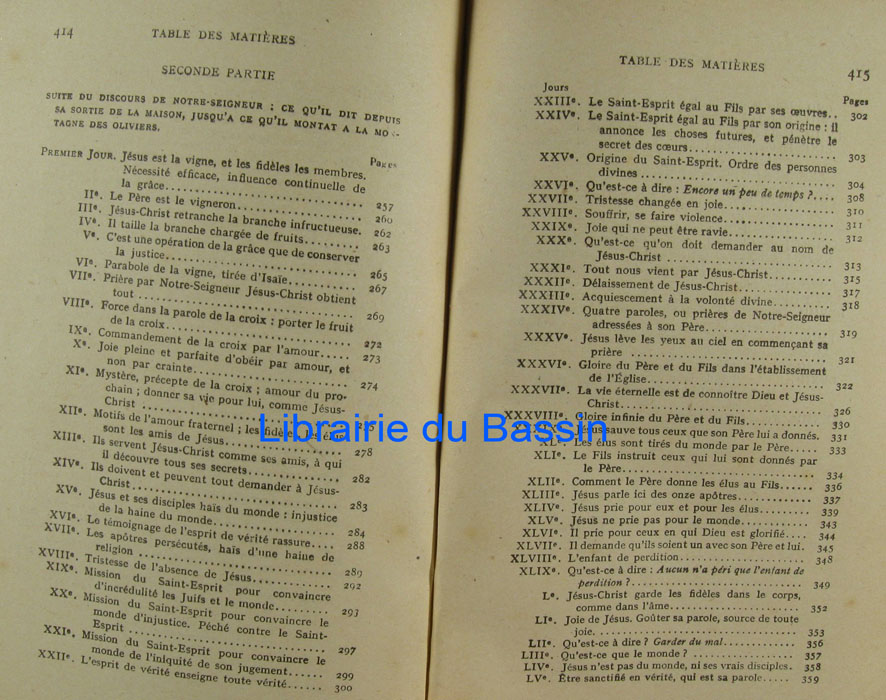 414 TABLE DES MATIÈRES
SECONDE PARTIE
SUITE DU DISCOURS DE NOTRE-SEIGNEUR : CE QU'IL DIT DEPUIS
SA SORTIE DE LA MAISON, JUSQU'A CE QU'IL MONTAT A LA MO
TAGNE DES OLIVIERS.
Pages
PREMIER JOUR. Jésus est la vigne, et les fidèles les membres.
Nécessité efficace, influence continuelle de
la grâce.................... 257
IIe. Le Père est le vigneron.................... 260
IIIe. Jésus-Christ retranche la branche infructueuse. 262
IVe. Il taille la branche chargée de fruits........ 263
Ve. C'est une opération de la grâce que de conserver
la justice.................... 265
VIe. Parabole de la vigne, tirée d'Isaïe.......... 267
VIIe. Prière par Notre-Seigneur Jésus-Christ obtient
tout .................... 269
VIIIe. Force dans la parole de la croix : porter le fruit
de la croix.................... 272
IXe. Commandement de la croix par l'amour...... 273
Xe. Joie pleine et parfaite d'obéir par amour, et
non par crainte.................... 274
XIe. Mystère, précepte de la croix ; amour du pro-
chain ; donner sa vie pour lui, comme Jésus-
Christ ....................
XIIe. Motifs de l'amour fraternel ; les fidèles, les élus
sont les amis de Jésus.................... 278
XIIIe. Ils servent Jésus-Christ comme ses amis, à qui
il découvre tous ses secrets.................... 282
XIVe. Ils doivent et peuvent tout demander à Jésus-
Christ.................... 283
XVe. Jésus et ses disciples haïs du monde : injustice
de la haine du monde.................... 284
XVIe. Le témoignage de l'esprit de vérité rassure.... 288
XVIIe. Les apôtres persécutés, haïs d'une haine de
religion .................... 289
XVIIIe. Tristesse de l'absence de Jésus.......... 292
XIXe. Mission du Saint-Esprit pour convaincre
d'incrédulité les Juifs et le monde........ 293
XXe. Mission du Saint-Esprit pour convaincre le
monde d'injustice. Péché contre le Saint-
Esprit .................... 297
XXIe. Mission du Saint-Esprit pour convaincre le
monde de l'iniquité de son jugement...... 299
XXIIe. L'esprit de vérité enseigne toute vérité...... 300
TABLE DES MATIÈRES 415
Jours Pages
XXIIIe. Le Saint-Esprit égal au Fils par ses œuvres.. 302
XXIVe. Le Saint-Esprit égal au Fils par son origine : il
annonce les choses futures, et pénètre le
secret des cœurs.................... 303
XXVe. Origine du Saint-Esprit. Ordre des personnes
divines .................... 304
XXVIe. Qu'est-ce à dire : Encore un peu de temps ?.... 308
XXVIIe. Tristesse changée en joie.................... 310
XXVIIIe. Souffrir, se faire violence.................... 311
XXIXe. Joie qui ne peut être ravie.................... 312
XXXe. Qu'est-ce qu'on doit demander au nom de
Jésus-Christ .................... 313
XXXIe. Tout nous vient par Jésus-Christ.......... 315
XXXIIe. Délaissement de Jésus-Christ.......... 317
XXXIIIe. Acquiescement à la volonté divine..........
XXXIVe. Quatre paroles, ou prières de Notre-Seigneur
adressées à son Père.................... 319
XXXVe. Jésus lève les yeux au ciel en commençant sa
prière .................... 321
XXXVIe. Gloire du Père et du Fils dans l'établissement
de l'Église.................... 322
XXXVIIe. La vie éternelle est de connoître Dieu et Jésus-
Christ.................... 326
XXXVIIIe. Gloire infinie du Père et du Fils.......... 330
Jésus sauve tous ceux que son Père lui a donnés. 331
XLe. Les élus sont tirés du monde par le Père.... 333
XLIe. Le Fils instruit ceux qui lui sont donnés par
le Père.................... 334
XLIIe. Comment le Père donne les élus au Fils...... 336
XLIIIe. Jésus parle ici des onze apôtres.......... 337
XLIVe. Jésus prie pour eux et pour les élus........ 339
XLVe. Jésus ne prie pas pour le monde.......... 343
XLVIe. Il prie pour ceux en qui Dieu est glorifié.... 344
XLVIIe. Il demande qu'ils soient un avec son Père et lui. 345
XLVIIIe. L'enfant de perdition.................... 348
XLIXe. Qu'est-ce à dire : Aucun n'a péri que l'enfant de
perdition ?.................... 349
Le. Jésus-Christ garde les fidèles dans le corps,
comme dans l'âme.................... 352
LIe. Joie de Jésus. Goûter sa parole, source de toute
joie.................... 353
LIIe. Qu'est-ce à dire ? Garder du mal.......... 356
LIIIe. Qu'est-ce que le monde ?.................... 357
LIVe. Jésus n'est pas du monde, ni ses vrais disciples. 358
LVe. Être sanctifié en vérité, qui est sa parole.... 359
Librairie du Bassin